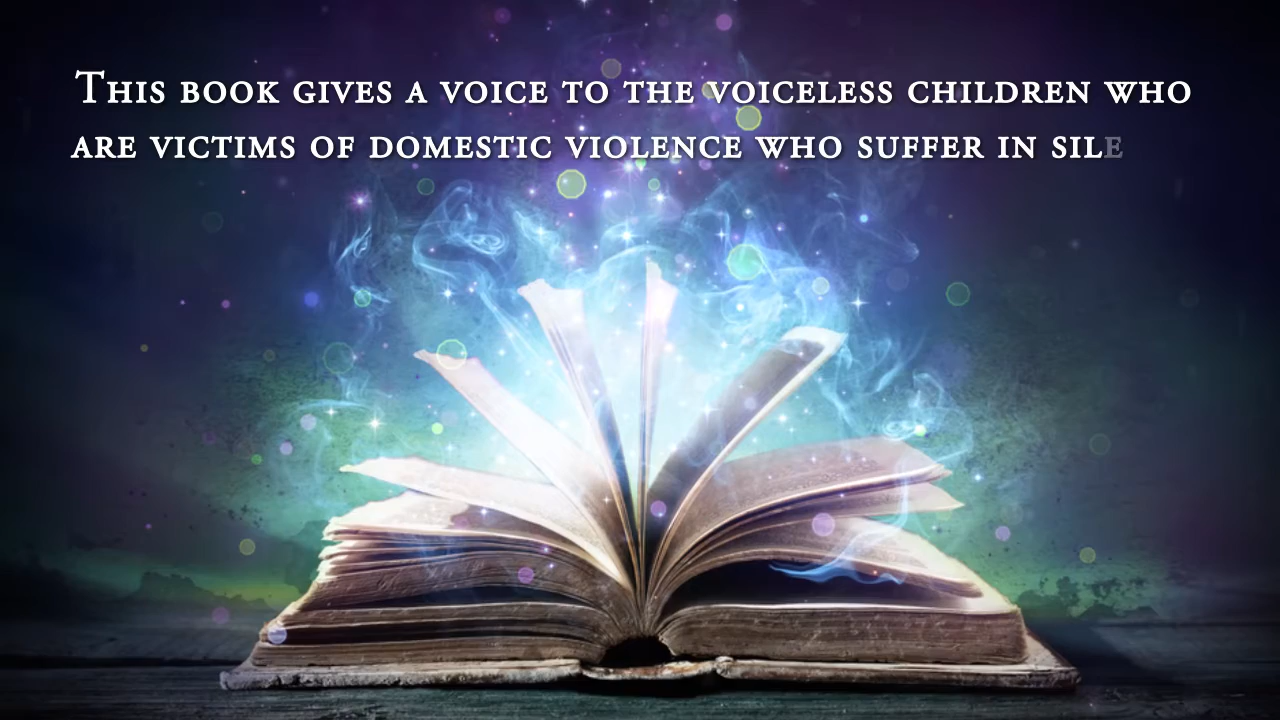 This book gives a voice to the voiceless children who
are victims of domestic violence who suffer in sile